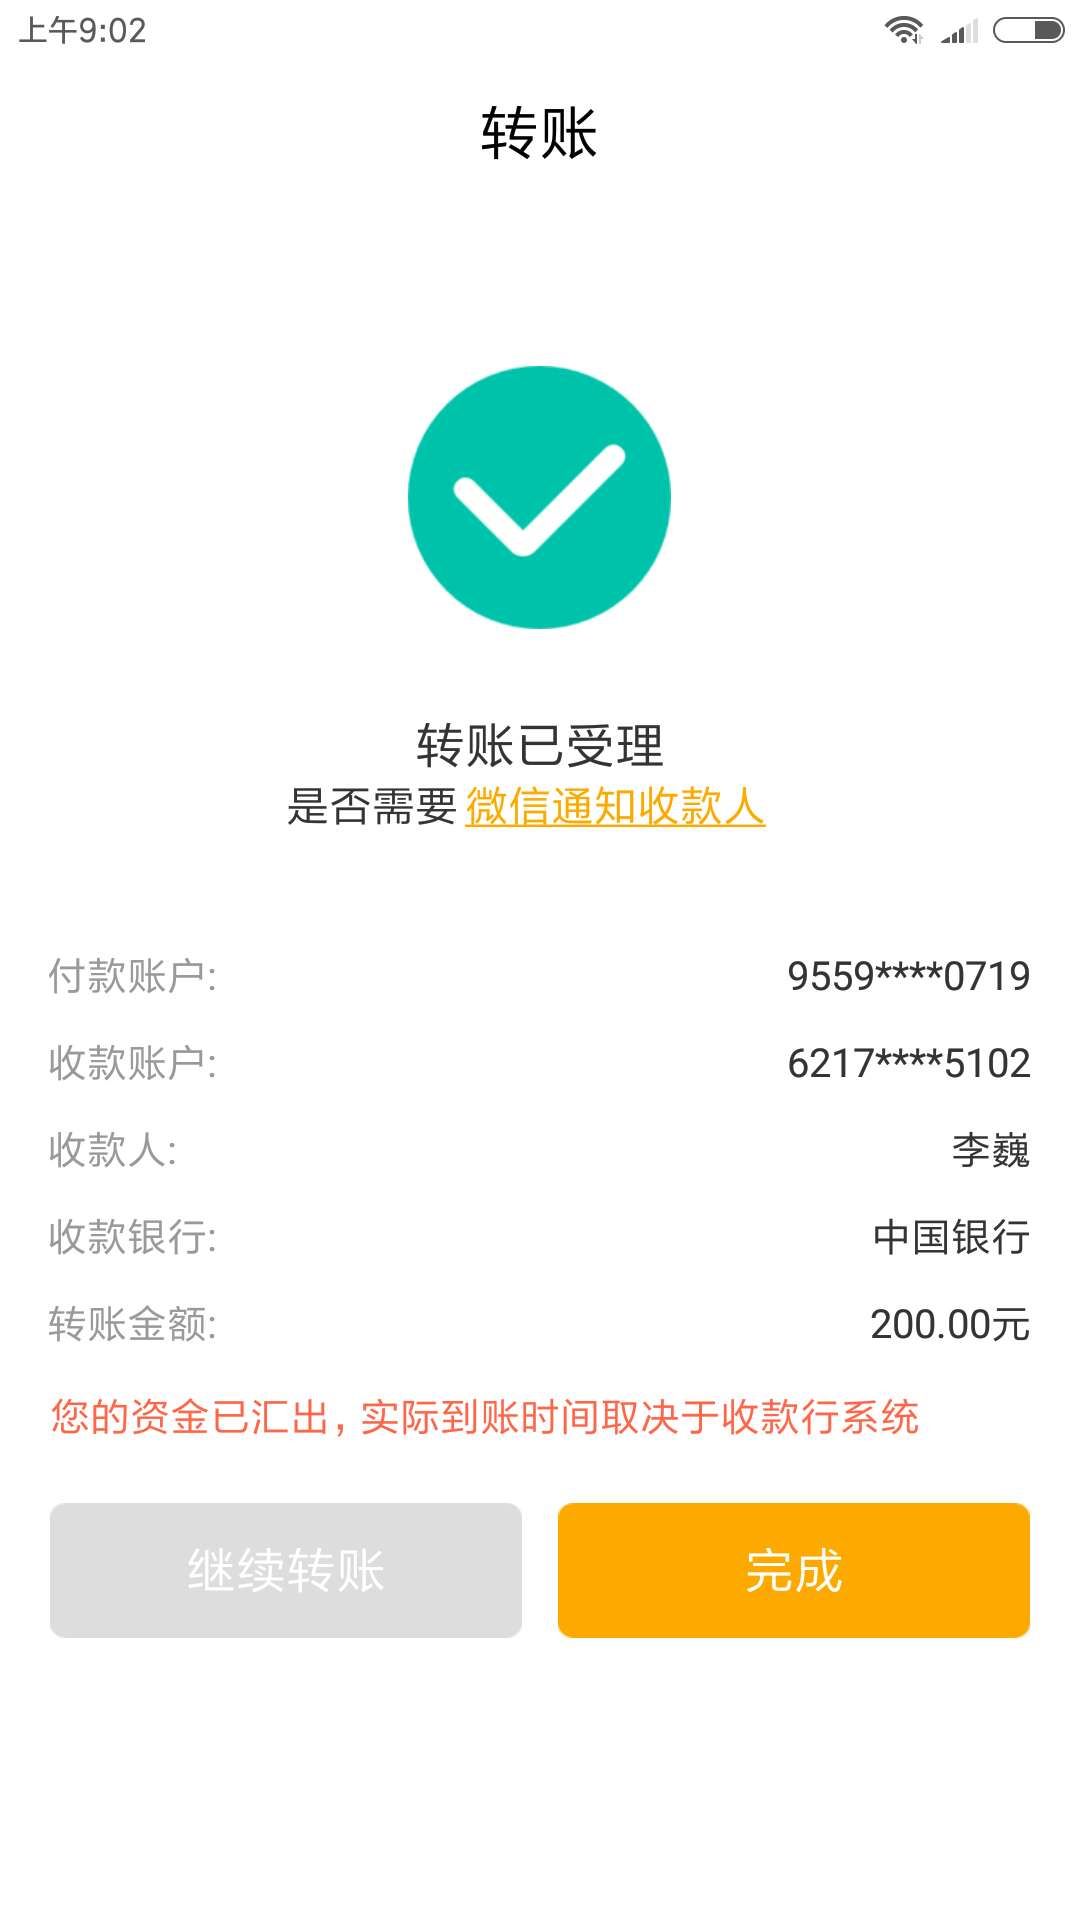 上午9:02
转账
转账已受理
是否需要 微信通知收款人
付款账户: 9559****0719
收款账户: 6217****5102
收款人: 李巍
收款银行: 中国银行
转账金额: 200.00元
您的资金已汇出，实际到账时间取决于收款行系统
继续转账 完成